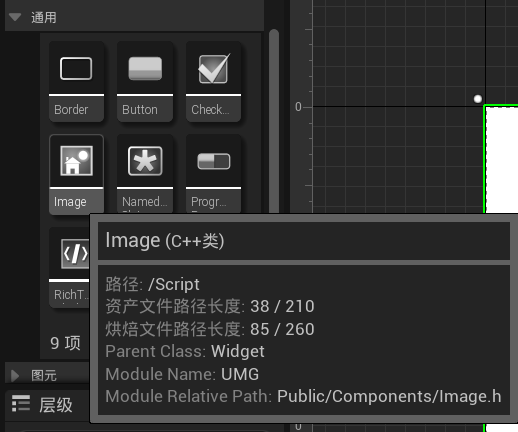 通用
Border
Button
Check...
Image
Named...
Progr...
RichT...
Image (C++类)
路径: /Script
资产文件路径长度: 38 / 210
烘焙文件路径长度: 85 / 260
Parent Class: Widget
Module Name: UMG
Module Relative Path: Public/Components/Image.h
9 项
图元
层级
0
0